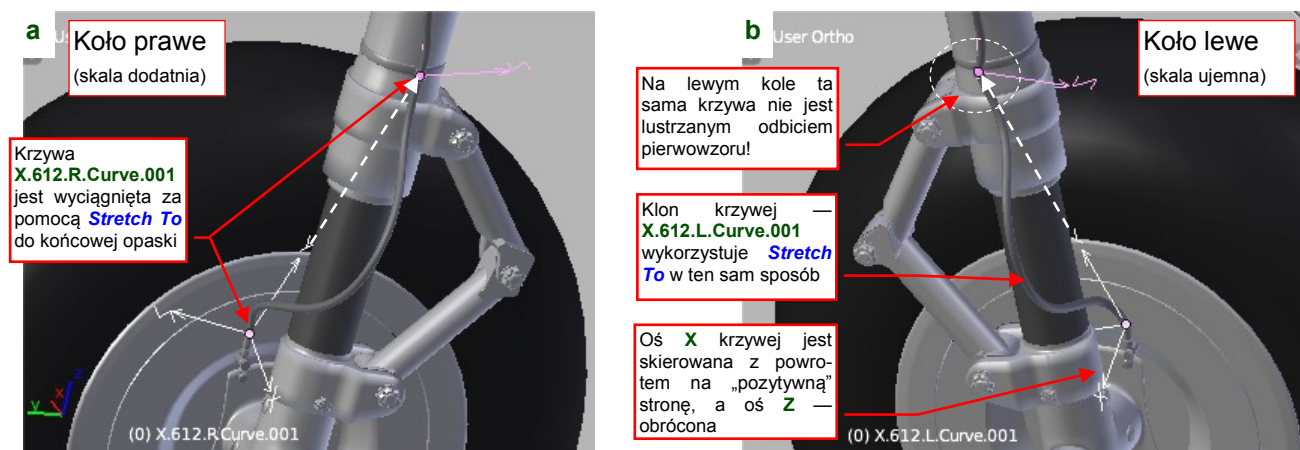 a
Us
Koło prawe
(skala dodatnia)
Krzywa
X.612.R.Curve.001
jest wyciągnięta za
pomocą Stretch To
do końcowej opaski
z
x
y
(0) X.612.R.Curve.001
b
User Ortho
Koło lewe
(skala ujemna)
Na lewym kole ta
sama krzywa nie jest
lustrzanym odbiciem
pierwowzoru!
Klon krzywej —
X.612.L.Curve.001
wykorzystuje Stretch
To w ten sam sposób
Oś X krzywej jest
skierowana z powro-
tem na „pozytywną”
stronę, a oś Z —
obrócona
(0) X.612.L.Curve.001